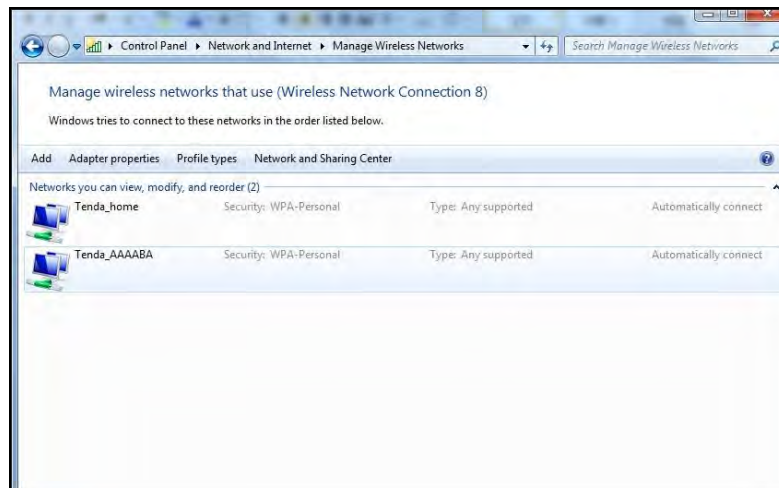 Control Panel ▸ Network and Internet ▸ Manage Wireless Networks Search Manage Wireless Networks
Manage wireless networks that use (Wireless Network Connection 8)
Windows tries to connect to these networks in the order listed below.
Add Adapter properties Profile types Network and Sharing Center
Networks you can view, modify, and reorder (2)
Tenda_home Security: WPA-Personal Type: Any supported Automatically connect
Tenda_AAAABA Security: WPA-Personal Type: Any supported Automatically connect